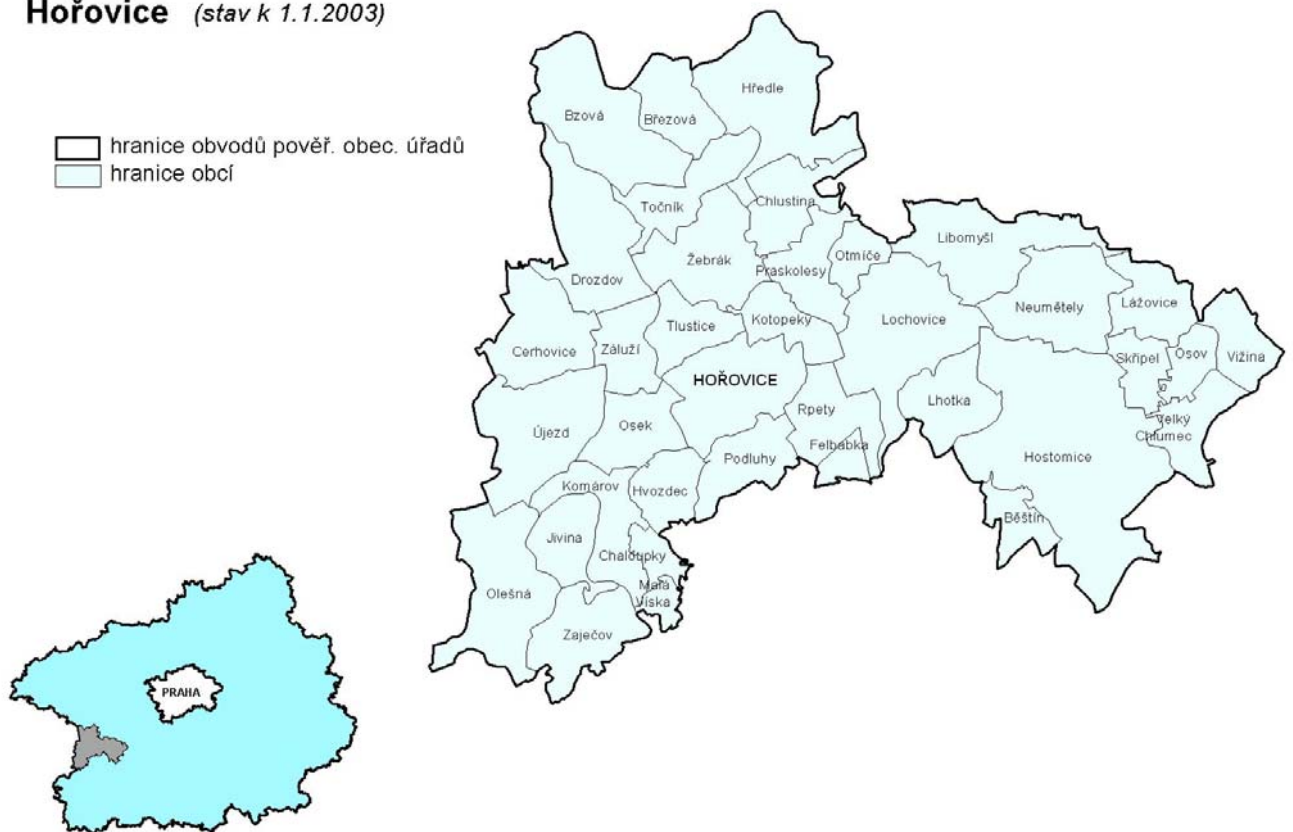 Hořovice (stav k 1.1.2003)
hranice obvodů pověř. obec. úřadů
hranice obcí
Hředle
Bzová
Březová
Chlustina
Točník
Libomyšl
Otmíče
Žebrák
Praskolesy
Drozdov
Lážovice
Neumětely
Kotopeky
Lochovice
Tlustice
Záluží
Cerhovice
Skřipel
Osov
Vižina
HOŘOVICE
Lhotka
Rpety
Velký
Chlumec
Osek
Újezd
Felbabka
Podluhy
Hostomice
Komárov
Hvozdec
Běštín
Jivina
Chaloupky
Malá
Víska
Olešná
Zaječov
PRAHA